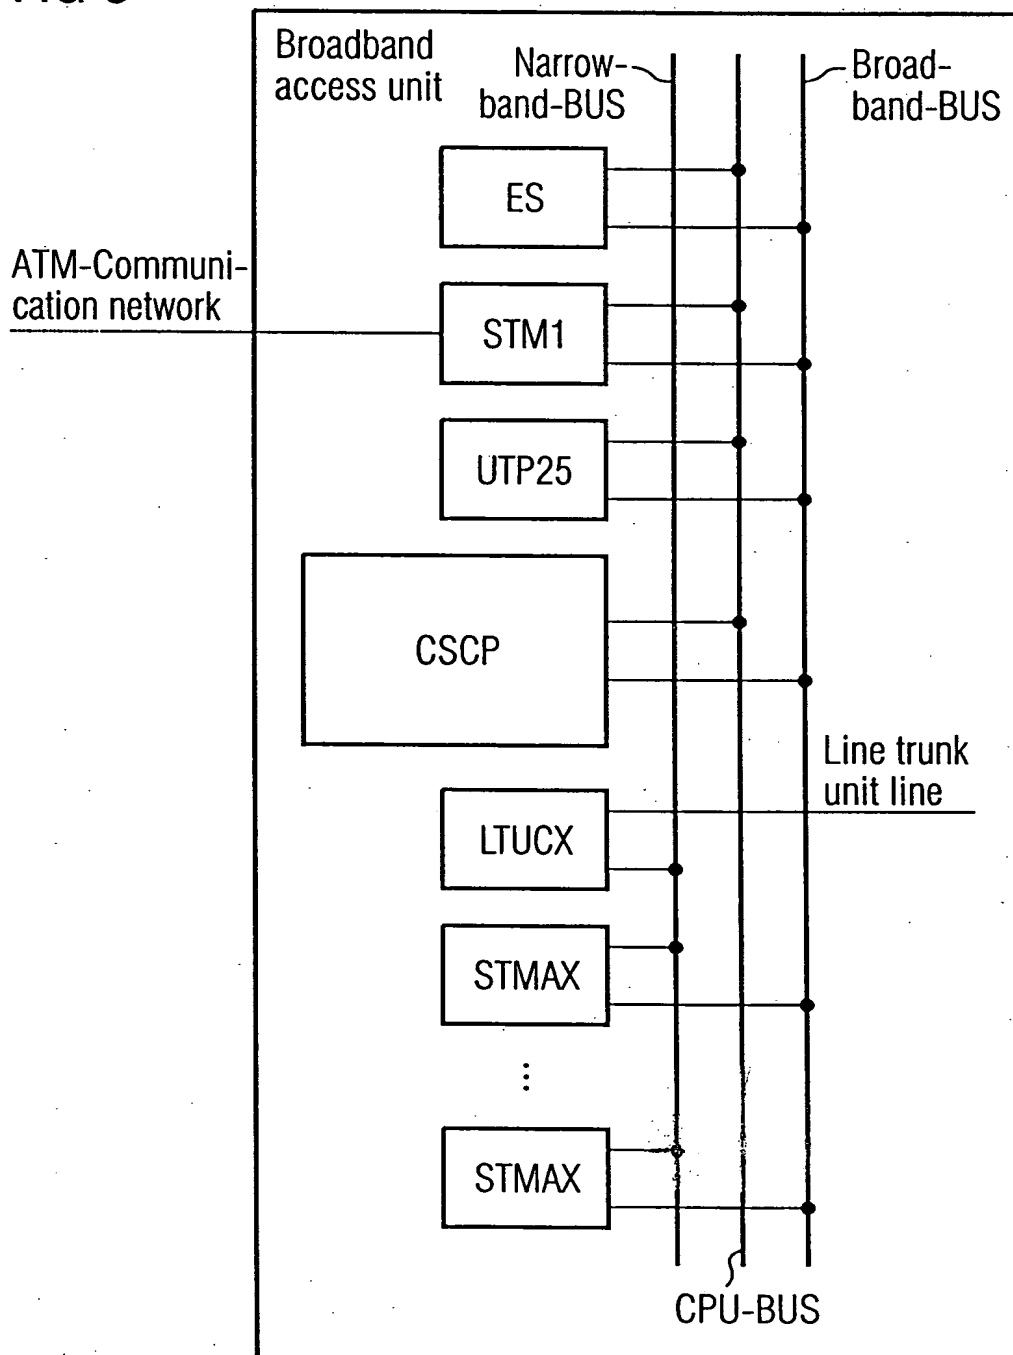 Broadband
access unit
Narrow-
band-BUS
Broad-
band-BUS
ES
ATM-Communi-
cation network
STM1
UTP25
CSCP
Line trunk
unit line
LTUCX
STMAX
...
STMAX
CPU-BUS